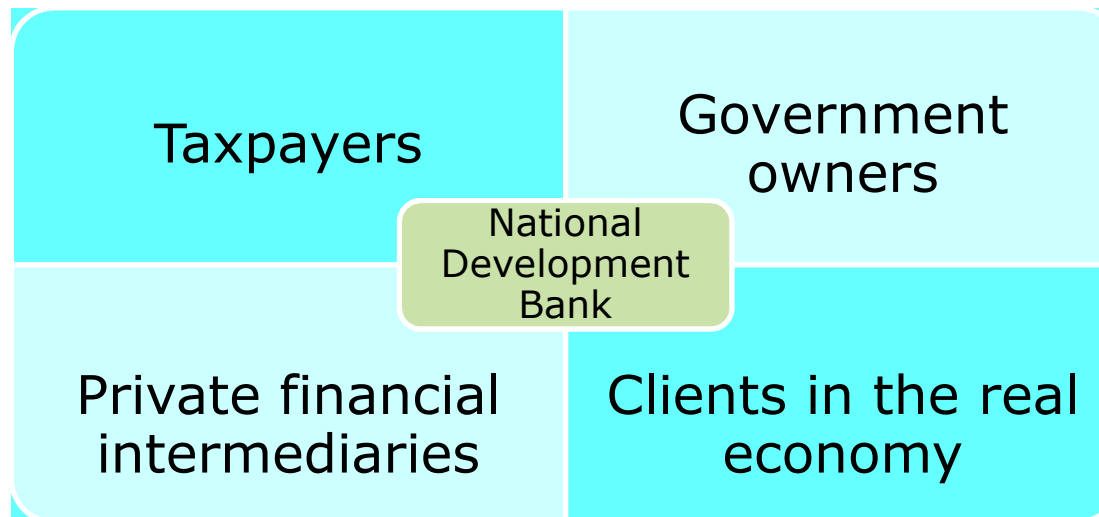 Taxpayers
Government
owners
National
Development
Bank
Private financial
intermediaries
Clients in the real
economy